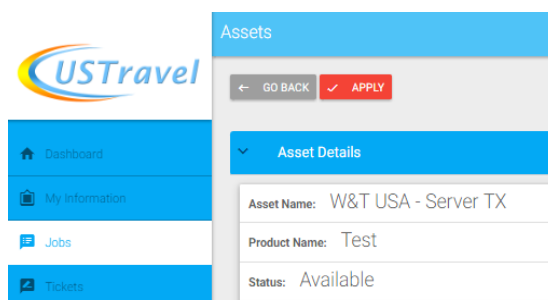 Assets
USTravel
GO BACK
APPLY
Dashboard
Asset Details
My Information
Asset Name: W&T USA - Server TX
Jobs
Product Name: Test
Tickets
Status: Available